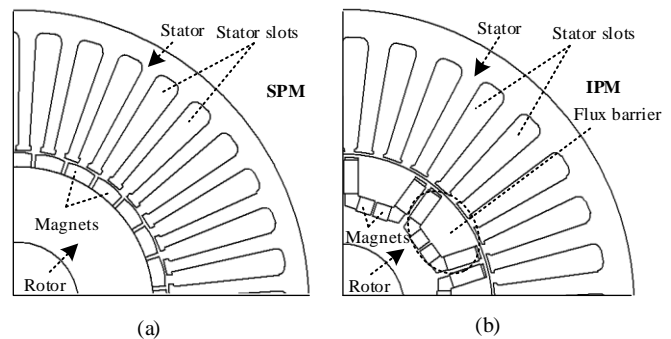 Stator
Stator slots
SPM
Magnets
Rotor
(a)
Stator
Stator slots
IPM
Flux barrier
Magnets
Rotor
(b)